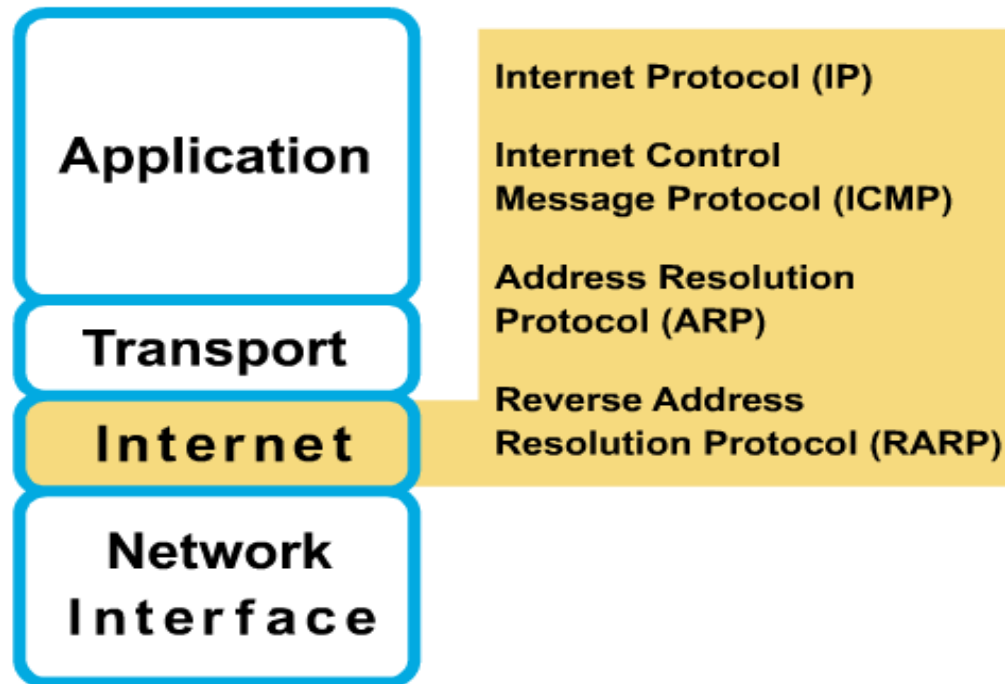 Application
Transport
Internet
Network
Interface
Internet Protocol (IP)
Internet Control
Message Protocol (ICMP)
Address Resolution
Protocol (ARP)
Reverse Address
Resolution Protocol (RARP)